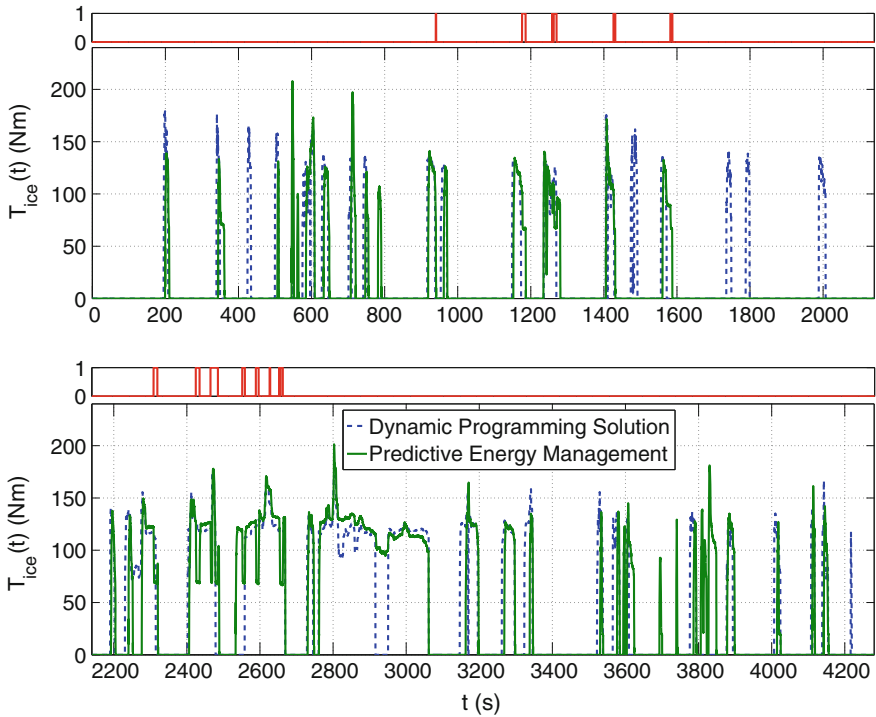 1
0
200
150
100
50
0
T_ice(t) (Nm)
0 200 400 600 800 1000 1200 1400 1600 1800 2000
1
0
Dynamic Programming Solution
Predictive Energy Management
200
150
100
50
0
T_ice(t) (Nm)
2200 2400 2600 2800 3000 3200 3400 3600 3800 4000 4200
t (s)